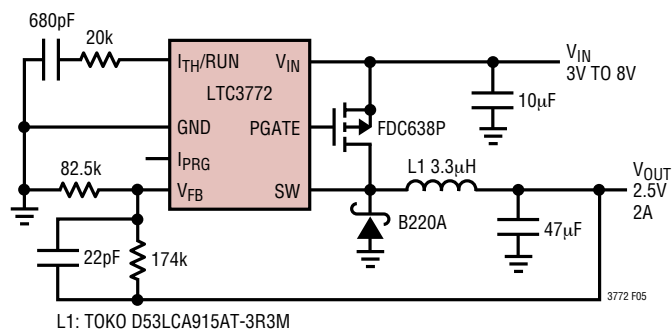 680pF
20k
ITH/RUN
VIN
LTC3772
GND
PGATE
IPRG
VFB
SW
82.5k
22pF
174k
FDC638P
10µF
VIN
3V TO 8V
L1 3.3µH
B220A
47µF
VOUT
2.5V
2A
3772 F05
L1: TOKO D53LCA915AT-3R3M